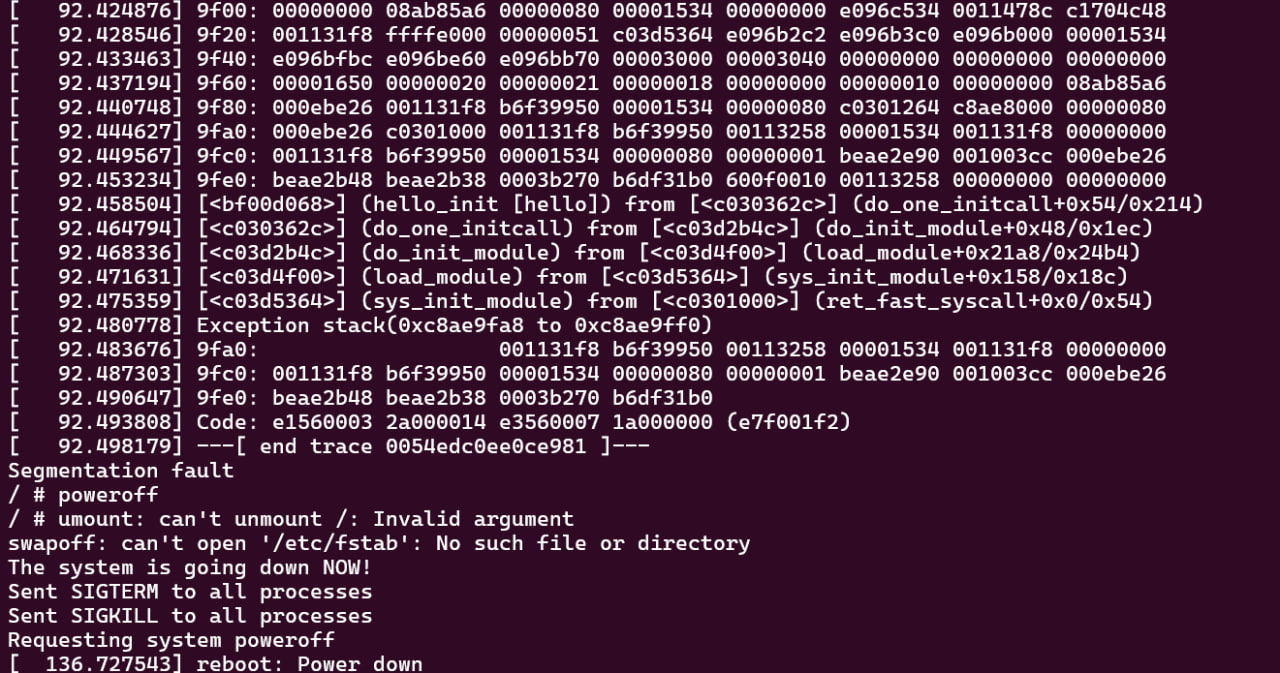 [   92.424876] 9f00: 00000000 08ab85a6 00000080 00001534 00000000 e096c534 0011478c c1704c48
[   92.428546] 9f20: 001131f8 ffffe000 00000051 c03d5364 e096b2c2 e096b3c0 e096b000 00001534
[   92.433463] 9f40: e096bfbc e096be60 e096bb70 00003000 00003040 00000000 00000000 00000000
[   92.437194] 9f60: 00001650 00000020 00000021 00000018 00000000 00000010 00000000 08ab85a6
[   92.440748] 9f80: 000ebe26 001131f8 b6f39950 00001534 00000080 c0301264 c8ae8000 00000080
[   92.444627] 9fa0: 000ebe26 c0301000 001131f8 b6f39950 00113258 00001534 001131f8 00000000
[   92.449567] 9fc0: 001131f8 b6f39950 00001534 00000080 00000001 beae2e90 001003cc 000ebe26
[   92.453234] 9fe0: beae2b48 beae2b38 0003b270 b6df31b0 600f0010 00113258 00000000 00000000
[   92.458504] [<bf00d068>] (hello_init [hello]) from [<c030362c>] (do_one_initcall+0x54/0x214)
[   92.464794] [<c030362c>] (do_one_initcall) from [<c03d2b4c>] (do_init_module+0x48/0x1ec)
[   92.468336] [<c03d2b4c>] (do_init_module) from [<c03d4f00>] (load_module+0x21a8/0x24b4)
[   92.471631] [<c03d4f00>] (load_module) from [<c03d5364>] (sys_init_module+0x158/0x18c)
[   92.475359] [<c03d5364>] (sys_init_module) from [<c0301000>] (ret_fast_syscall+0x0/0x54)
[   92.480778] Exception stack(0xc8ae9fa8 to 0xc8ae9ff0)
[   92.483676] 9fa0:                   001131f8 b6f39950 00113258 00001534 001131f8 00000000
[   92.487303] 9fc0: 001131f8 b6f39950 00001534 00000080 00000001 beae2e90 001003cc 000ebe26
[   92.490647] 9fe0: beae2b48 beae2b38 0003b270 b6df31b0
[   92.493808] Code: e1560003 2a000014 e3560007 1a000000 (e7f001f2)
[   92.498179] ---[ end trace 0054edc0ee0ce981 ]---
Segmentation fault
/ # poweroff
/ # umount: can't unmount /: Invalid argument
swapoff: can't open '/etc/fstab': No such file or directory
The system is going down NOW!
Sent SIGTERM to all processes
Sent SIGKILL to all processes
Requesting system poweroff
[  136.727543] reboot: Power down